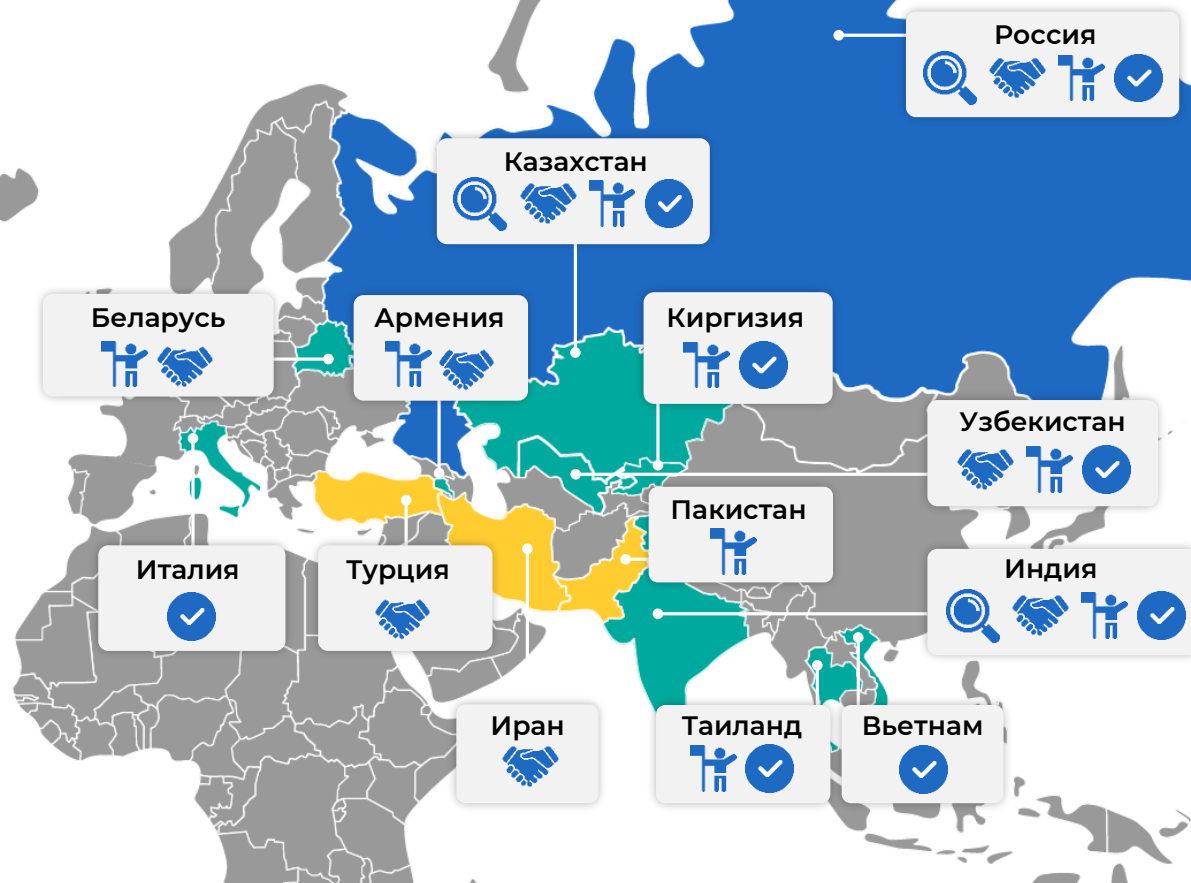 Россия
Казахстан
Беларусь
Армения
Киргизия
Узбекистан
Пакистан
Италия
Турция
Индия
Иран
Таиланд
Вьетнам